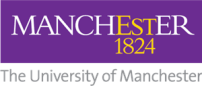 MANCHESTER
1824
The University of Manchester